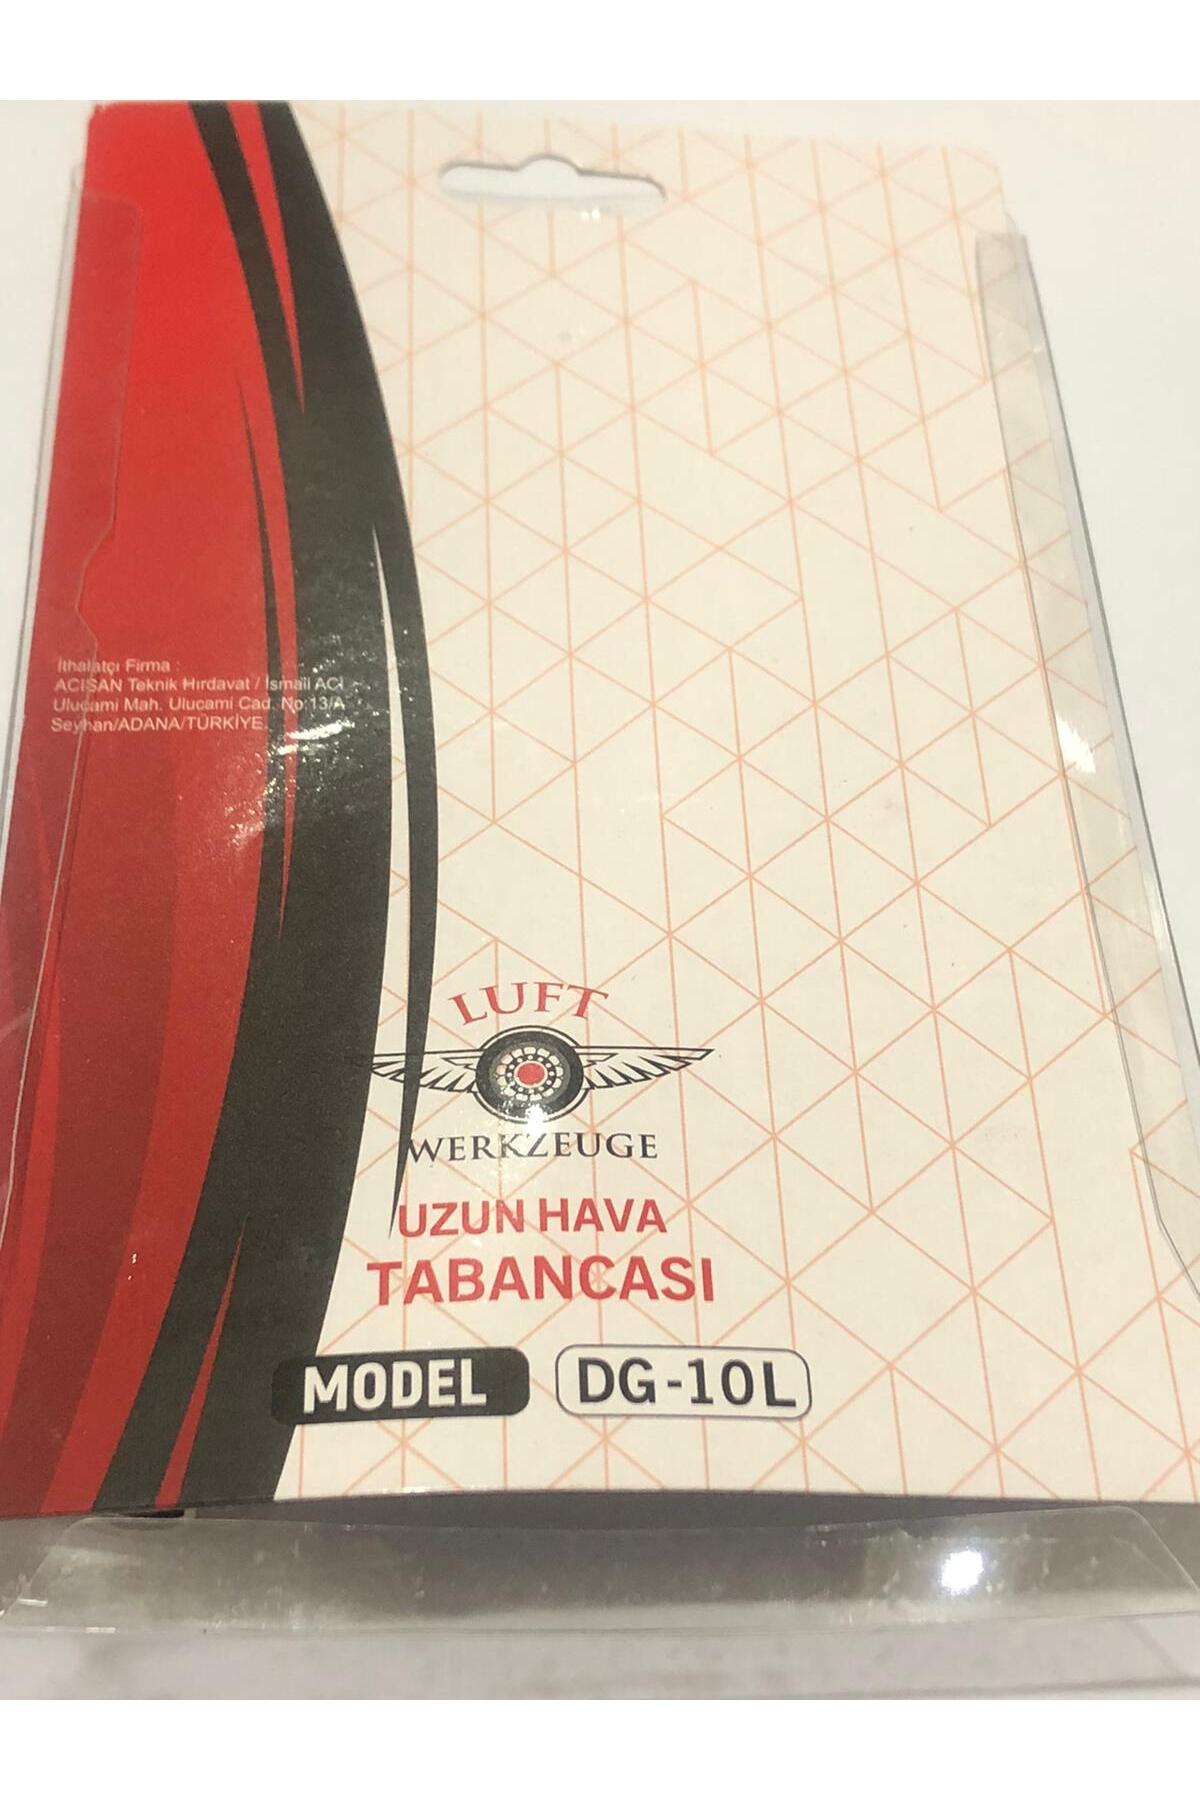 İthalatçı Firma :
ACISAN Teknik Hırdavat / İsmail ACI
Ulucami Mah. Ulucami Cad. No:13/A
Seyhan/ADANA/TÜRKİYE
LUFT
WERKZEUGE
UZUN HAVA
TABANCASI
MODEL DG-10L